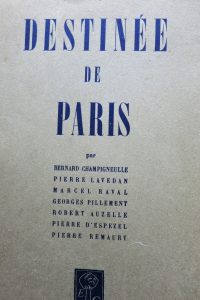 DESTINÉE
DE
PARIS
par
BERNARD CHAMPIGNEULLE
PIERRE LAVEDAN
MARCEL RAVAL
GEORGES PILLEMENT
ROBERT AUZELLE
PIERRE D'ESPEZEL
PIERRE REMAURY